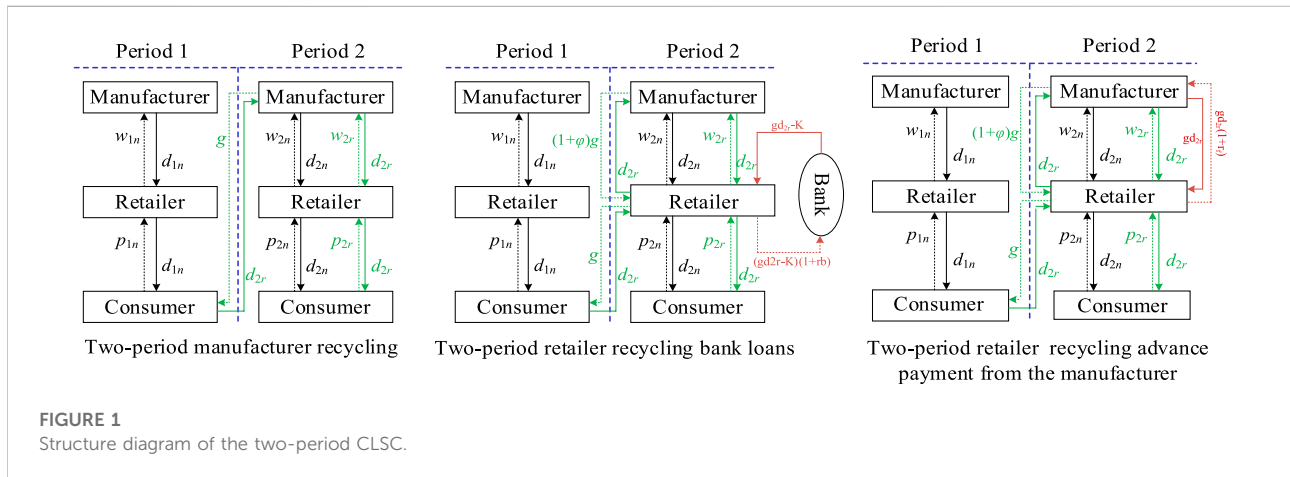 Period 1
Period 2
Manufacturer
Manufacturer
g
w1n
d1n
w2n
d2n
w2r
d2r
Retailer
Retailer
p1n
d1n
d2r
p2n
d2n
p2r
d2r
Consumer
Consumer
Two-period manufacturer recycling
Period 1
Period 2
Manufacturer
Manufacturer
w1n
d1n
(1+φ)g
d2r
w2n
d2n
w2r
d2r
gd2r-K
Bank
Retailer
Retailer
p1n
d1n
g
d2r
p2n
d2n
p2r
d2r
(gd2r-K)(1+rb)
Consumer
Consumer
Two-period retailer recycling bank loans
Period 1
Period 2
Manufacturer
Manufacturer
w1n
d1n
(1+φ)g
d2r
w2n
d2n
w2r
d2r
gd2r
Retailer
Retailer
p1n
d1n
g
d2r
p2n
d2n
p2r
d2r
Consumer
Consumer
Two-period retailer recycling advance
payment from the manufacturer
FIGURE 1
Structure diagram of the two-period CLSC.